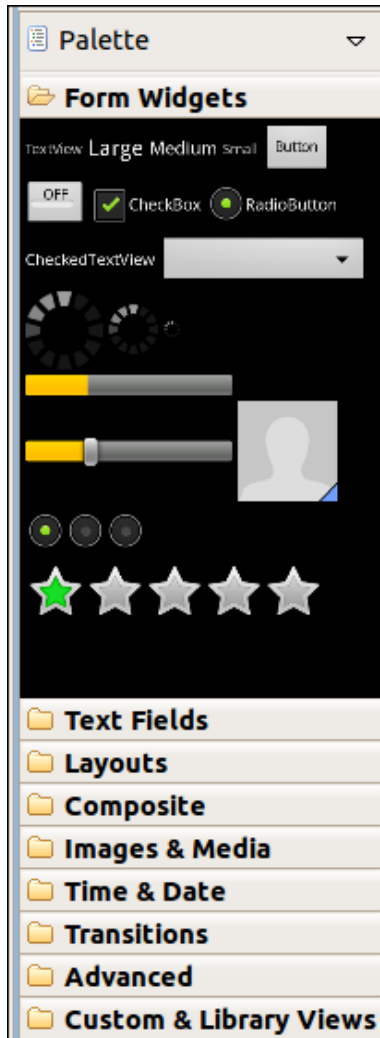 Palette
Form Widgets
TextView Large Medium Small Button
OFF CheckBox RadioButton
CheckedTextView
Text Fields
Layouts
Composite
Images & Media
Time & Date
Transitions
Advanced
Custom & Library Views